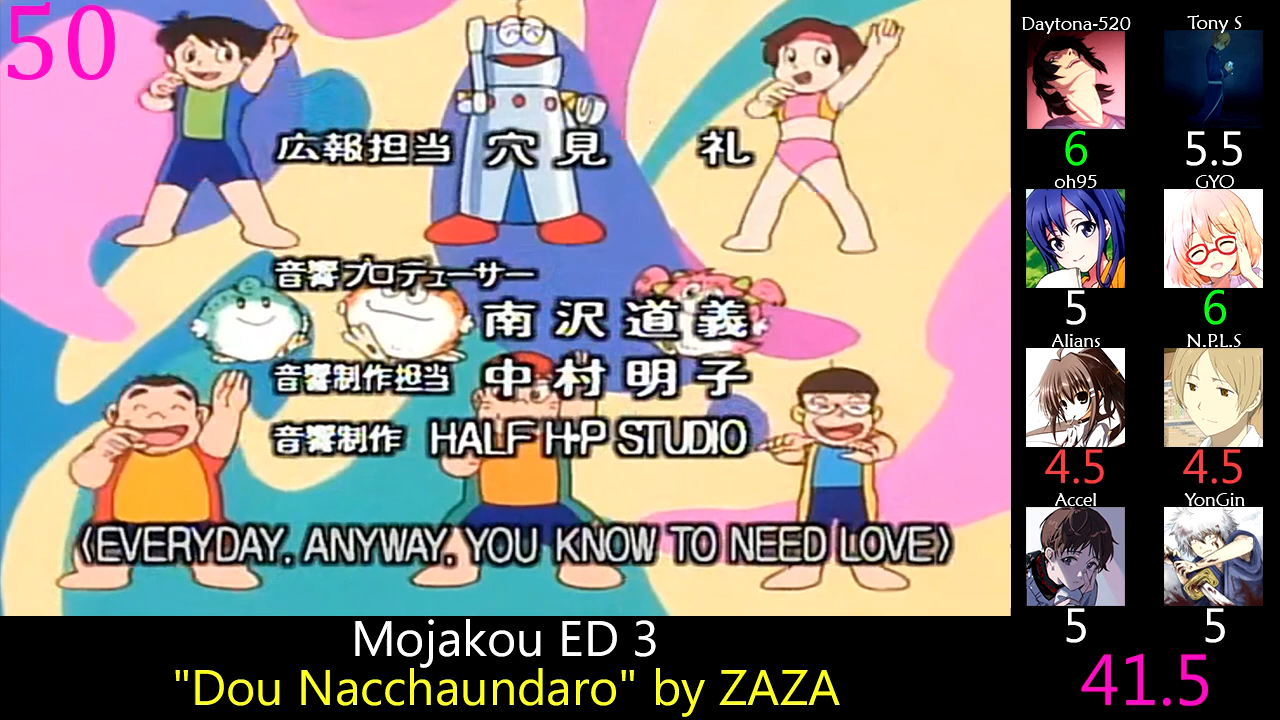 50
広報担当 穴見 礼
音響プロデューサー
南沢道義
音響制作担当 中村明子
音響制作 HALF H·P STUDIO
〈EVERYDAY, ANYWAY, YOU KNOW TO NEED LOVE〉
Mojakou ED 3
"Dou Nacchaundaro" by ZAZA
Daytona-520 Tony S
6 5.5
oh95 GYO
5 6
Alians N.P.L.S
4.5 4.5
Accel YonGin
5 5
41.5